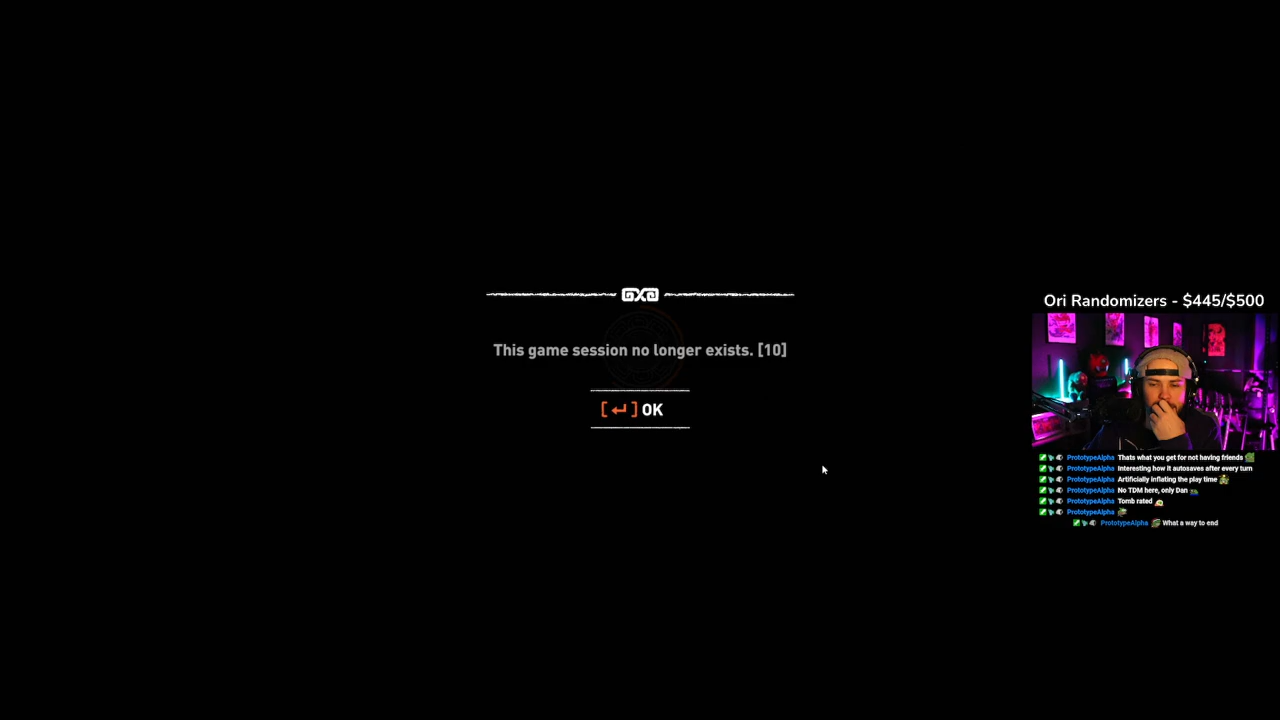 This game session no longer exists. [10]
[↵] OK
Ori Randomizers - $445/$500
PrototypeAlpha Thats what you get for not having friends
PrototypeAlpha Interesting how it autosaves after every turn
PrototypeAlpha Artificially inflating the play time
PrototypeAlpha No TDM here, only Dan
PrototypeAlpha Tomb rated
PrototypeAlpha
PrototypeAlpha What a way to end